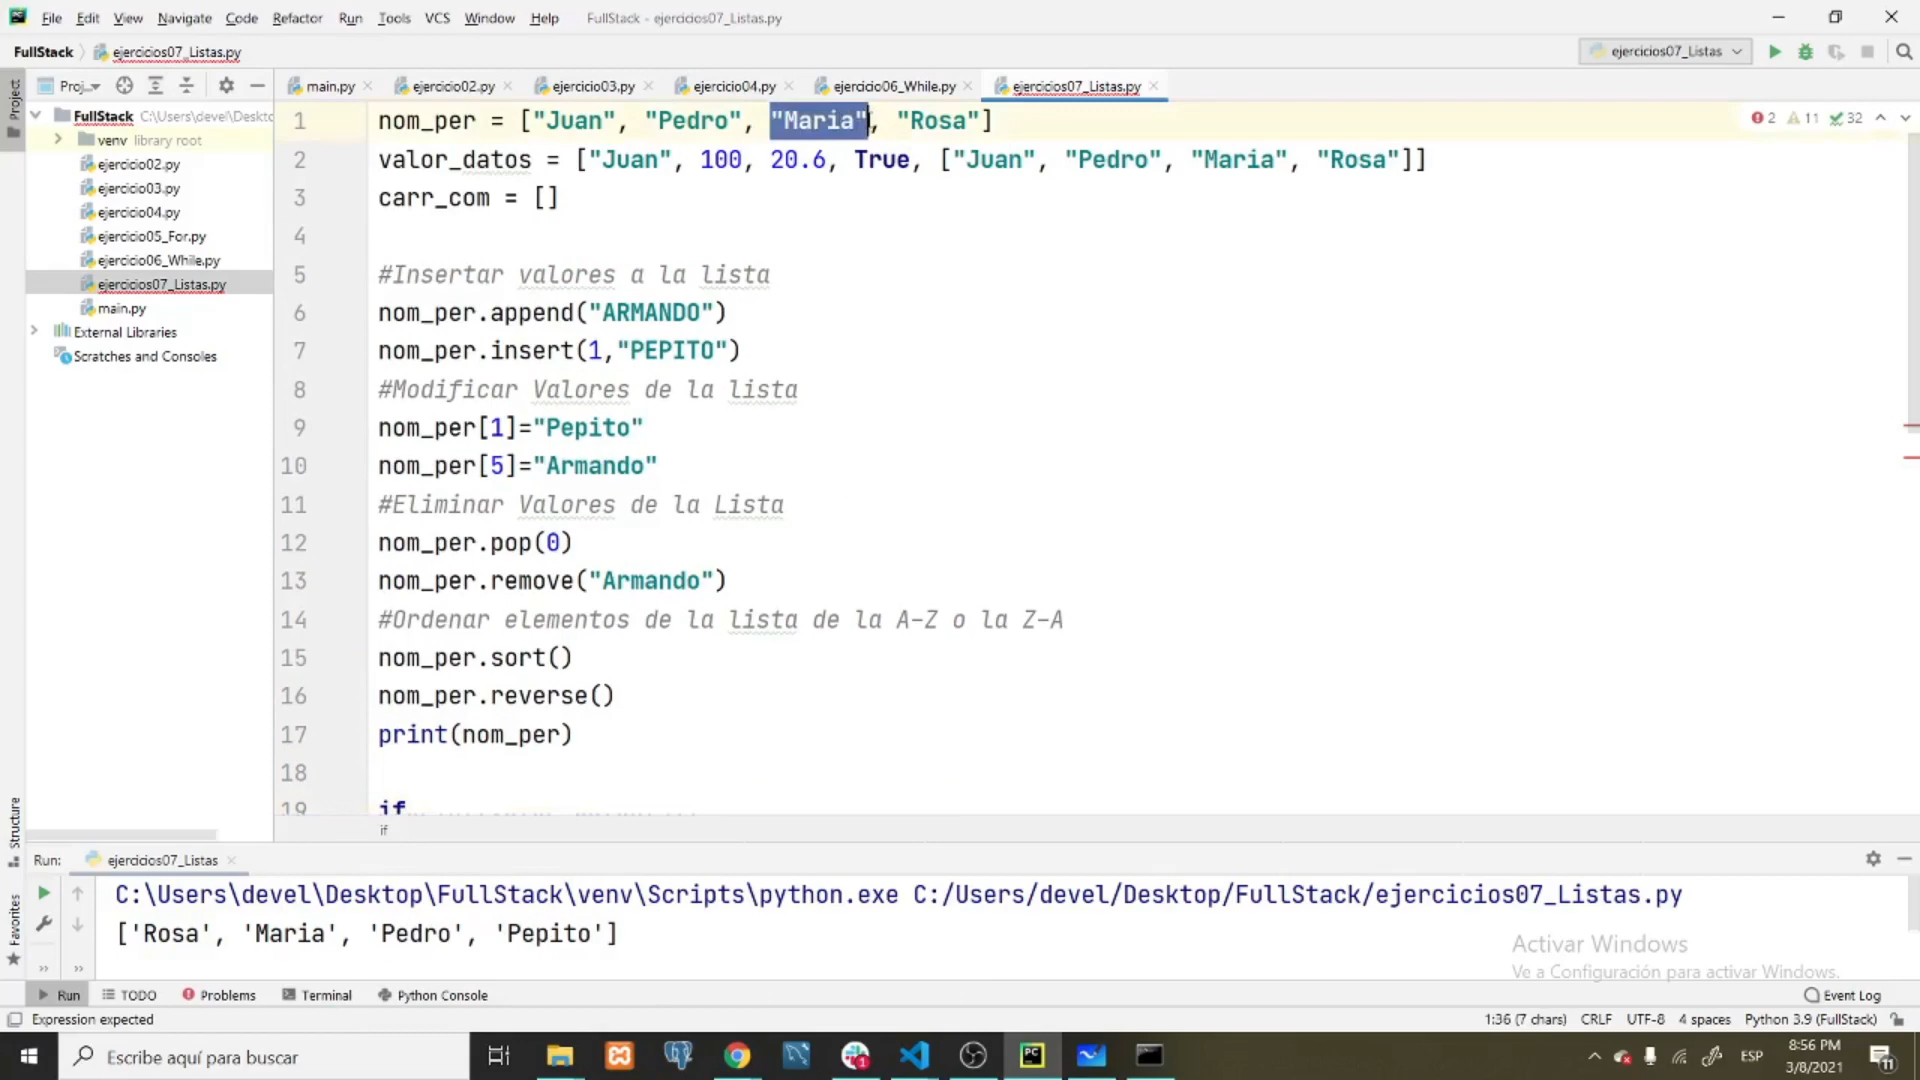 File Edit View Navigate Code Refactor Run Tools VCS Window Help FullStack - ejercicios07_Listas.py
FullStack ejercicios07_Listas.py ejercicios07_Listas
Project Proj... main.py ejercicio02.py ejercicio03.py ejercicio04.py ejercicio06_While.py ejercicios07_Listas.py
FullStack C:\Users\devel\Deskto
venv library root
ejercicio02.py
ejercicio03.py
ejercicio04.py
ejercicio05_For.py
ejercicio06_While.py
ejercicios07_Listas.py
main.py
External Libraries
Scratches and Consoles
2 11 32
1 nom_per = ["Juan", "Pedro", "Maria", "Rosa"]
2 valor_datos = ["Juan", 100, 20.6, True, ["Juan", "Pedro", "Maria", "Rosa"]]
3 carr_com = []
4
5 #Insertar valores a la lista
6 nom_per.append("ARMANDO")
7 nom_per.insert(1,"PEPITO")
8 #Modificar Valores de la lista
9 nom_per[1]="Pepito"
10 nom_per[5]="Armando"
11 #Eliminar Valores de la Lista
12 nom_per.pop(0)
13 nom_per.remove("Armando")
14 #Ordenar elementos de la lista de la A-Z o la Z-A
15 nom_per.sort()
16 nom_per.reverse()
17 print(nom_per)
18
19 if
if
Structure
Favorites
Run: ejercicios07_Listas
C:\Users\devel\Desktop\FullStack\venv\Scripts\python.exe C:/Users/devel/Desktop/FullStack/ejercicios07_Listas.py
['Rosa', 'Maria', 'Pedro', 'Pepito']
Activar Windows
Ve a Configuración para activar Windows.
Run TODO Problems Terminal Python Console Event Log
Expression expected 1:36 (7 chars) CRLF UTF-8 4 spaces Python 3.9 (FullStack)
Escribe aquí para buscar
ESP
8:56 PM
3/8/2021
11